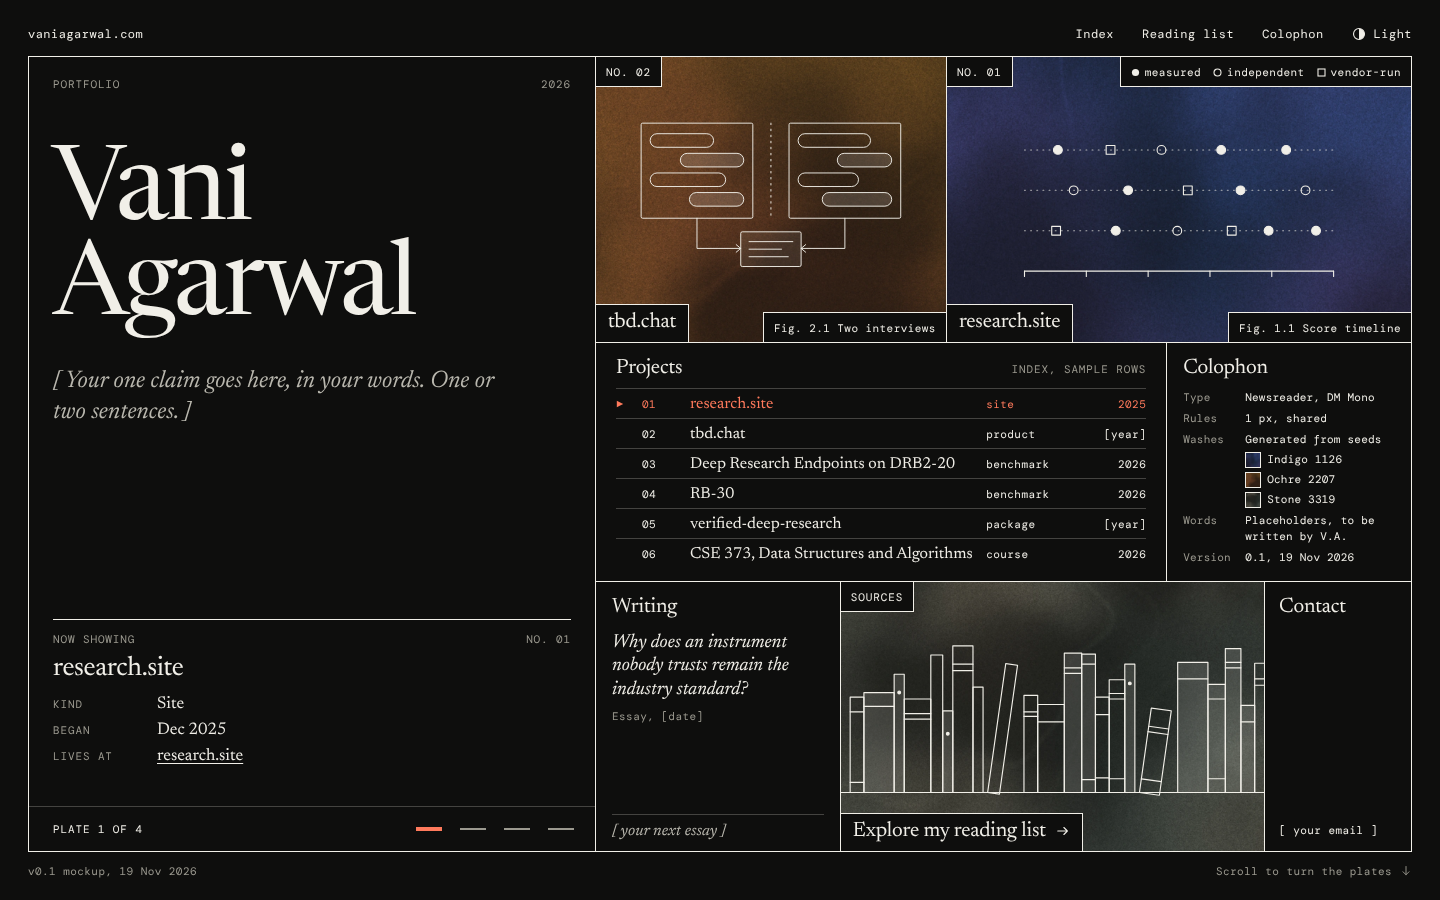 vaniagarwal.com
Index
Reading list
Colophon
Light
PORTFOLIO
2026
Vani
Agarwal
[ Your one claim goes here, in your words. One or
two sentences. ]
NOW SHOWING
NO. 01
research.site
KIND Site
BEGAN Dec 2025
LIVES AT research.site
PLATE 1 OF 4
NO. 02
tbd.chat
Fig. 2.1 Two interviews
NO. 01
measured
independent
vendor-run
research.site
Fig. 1.1 Score timeline
Projects
INDEX, SAMPLE ROWS
01 research.site site 2025
02 tbd.chat product [year]
03 Deep Research Endpoints on DRB2-20 benchmark 2026
04 RB-30 benchmark 2026
05 verified-deep-research package [year]
06 CSE 373, Data Structures and Algorithms course 2026
Colophon
Type Newsreader, DM Mono
Rules 1 px, shared
Washes Generated from seeds
Indigo 1126
Ochre 2207
Stone 3319
Words Placeholders, to be
written by V.A.
Version 0.1, 19 Nov 2026
Writing
Why does an instrument
nobody trusts remain the
industry standard?
Essay, [date]
[ your next essay ]
SOURCES
Explore my reading list →
Contact
[ your email ]
v0.1 mockup, 19 Nov 2026
Scroll to turn the plates ↓